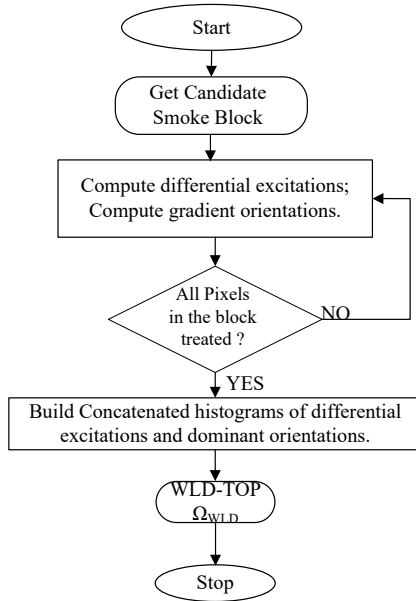 Start
Get Candidate
Smoke Block
Compute differential excitations;
Compute gradient orientations.
All Pixels
in the block
treated ?
NO
YES
Build Concatenated histograms of differential
excitations and dominant orientations.
WLD-TOP
Ω_WLD
Stop